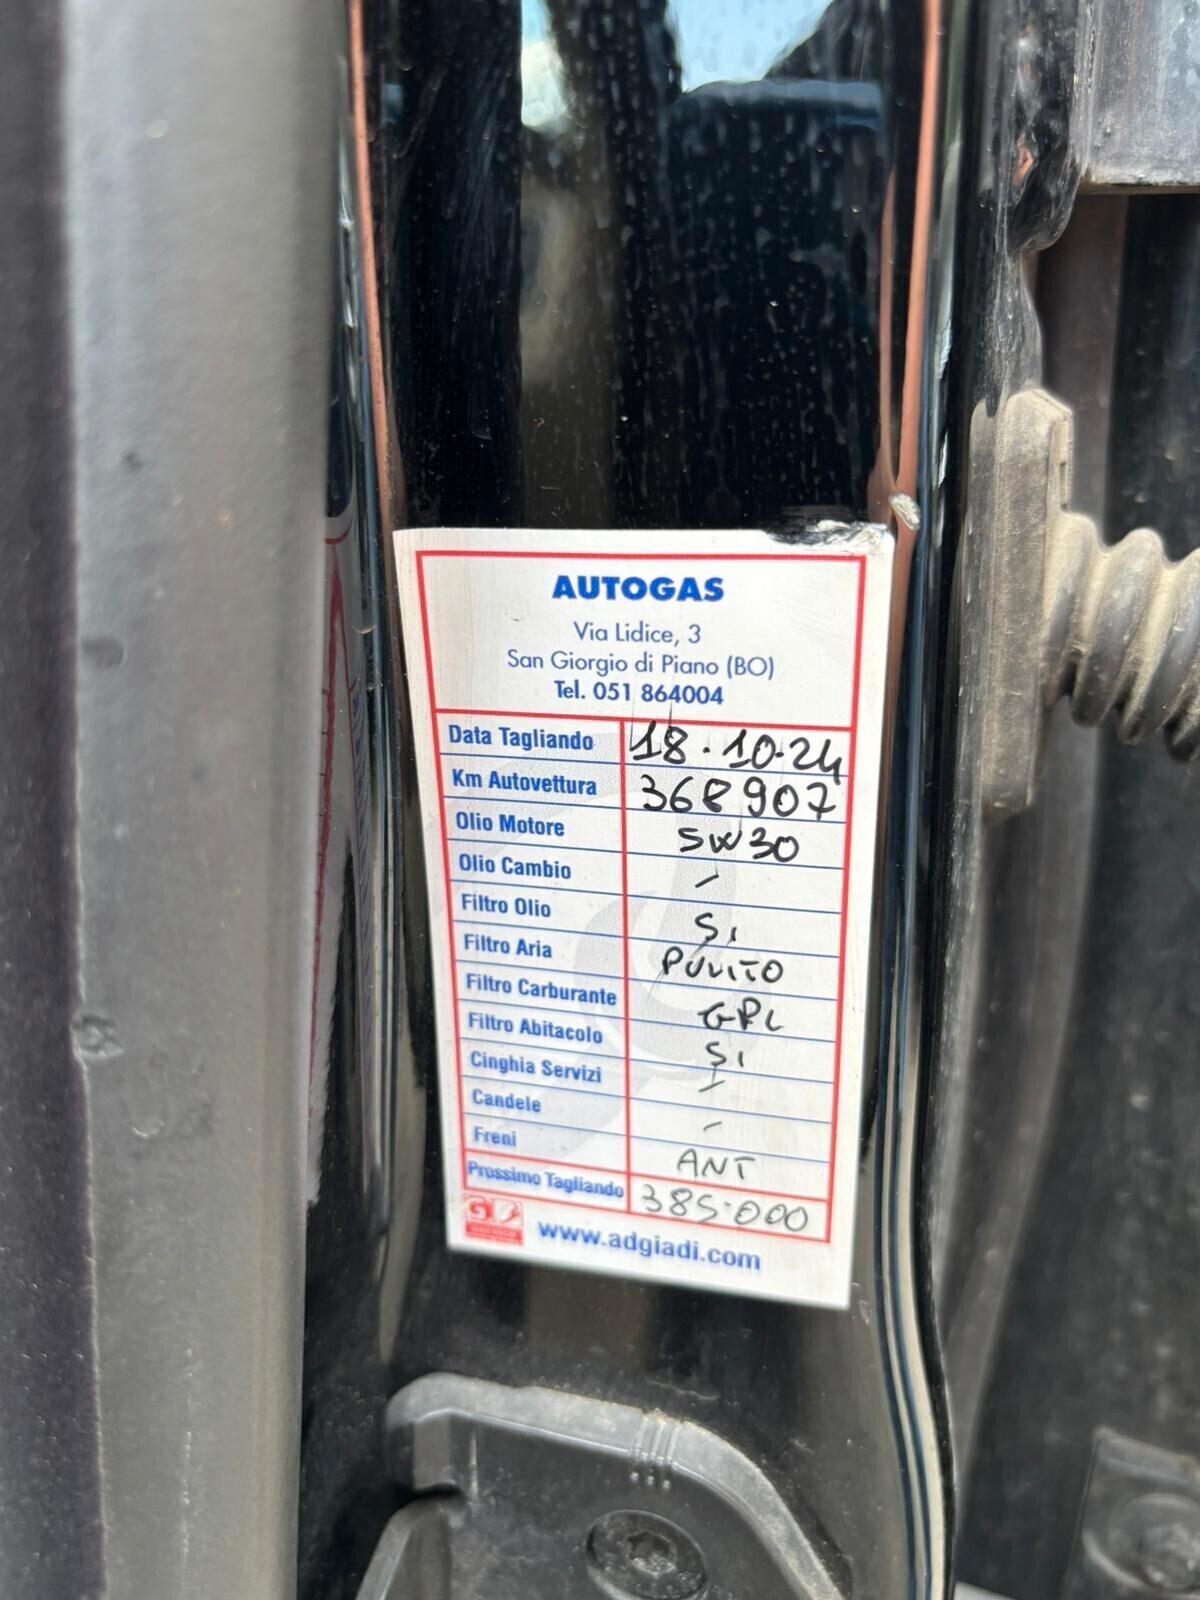 AUTOGAS
Via Lidice, 3
San Giorgio di Piano (BO)
Tel. 051 864004
Data Tagliando 18.10.24
Km Autovettura 368907
Olio Motore 5W30
Olio Cambio -
Filtro Olio Si
Filtro Aria PULITO
Filtro Carburante GPL
Filtro Abitacolo Si
Cinghia Servizi -
Candele -
Freni ANT
Prossimo Tagliando 385.000
www.adgiadi.com